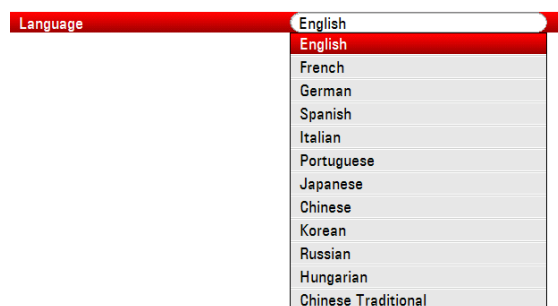 Language English
English
French
German
Spanish
Italian
Portuguese
Japanese
Chinese
Korean
Russian
Hungarian
Chinese Traditional